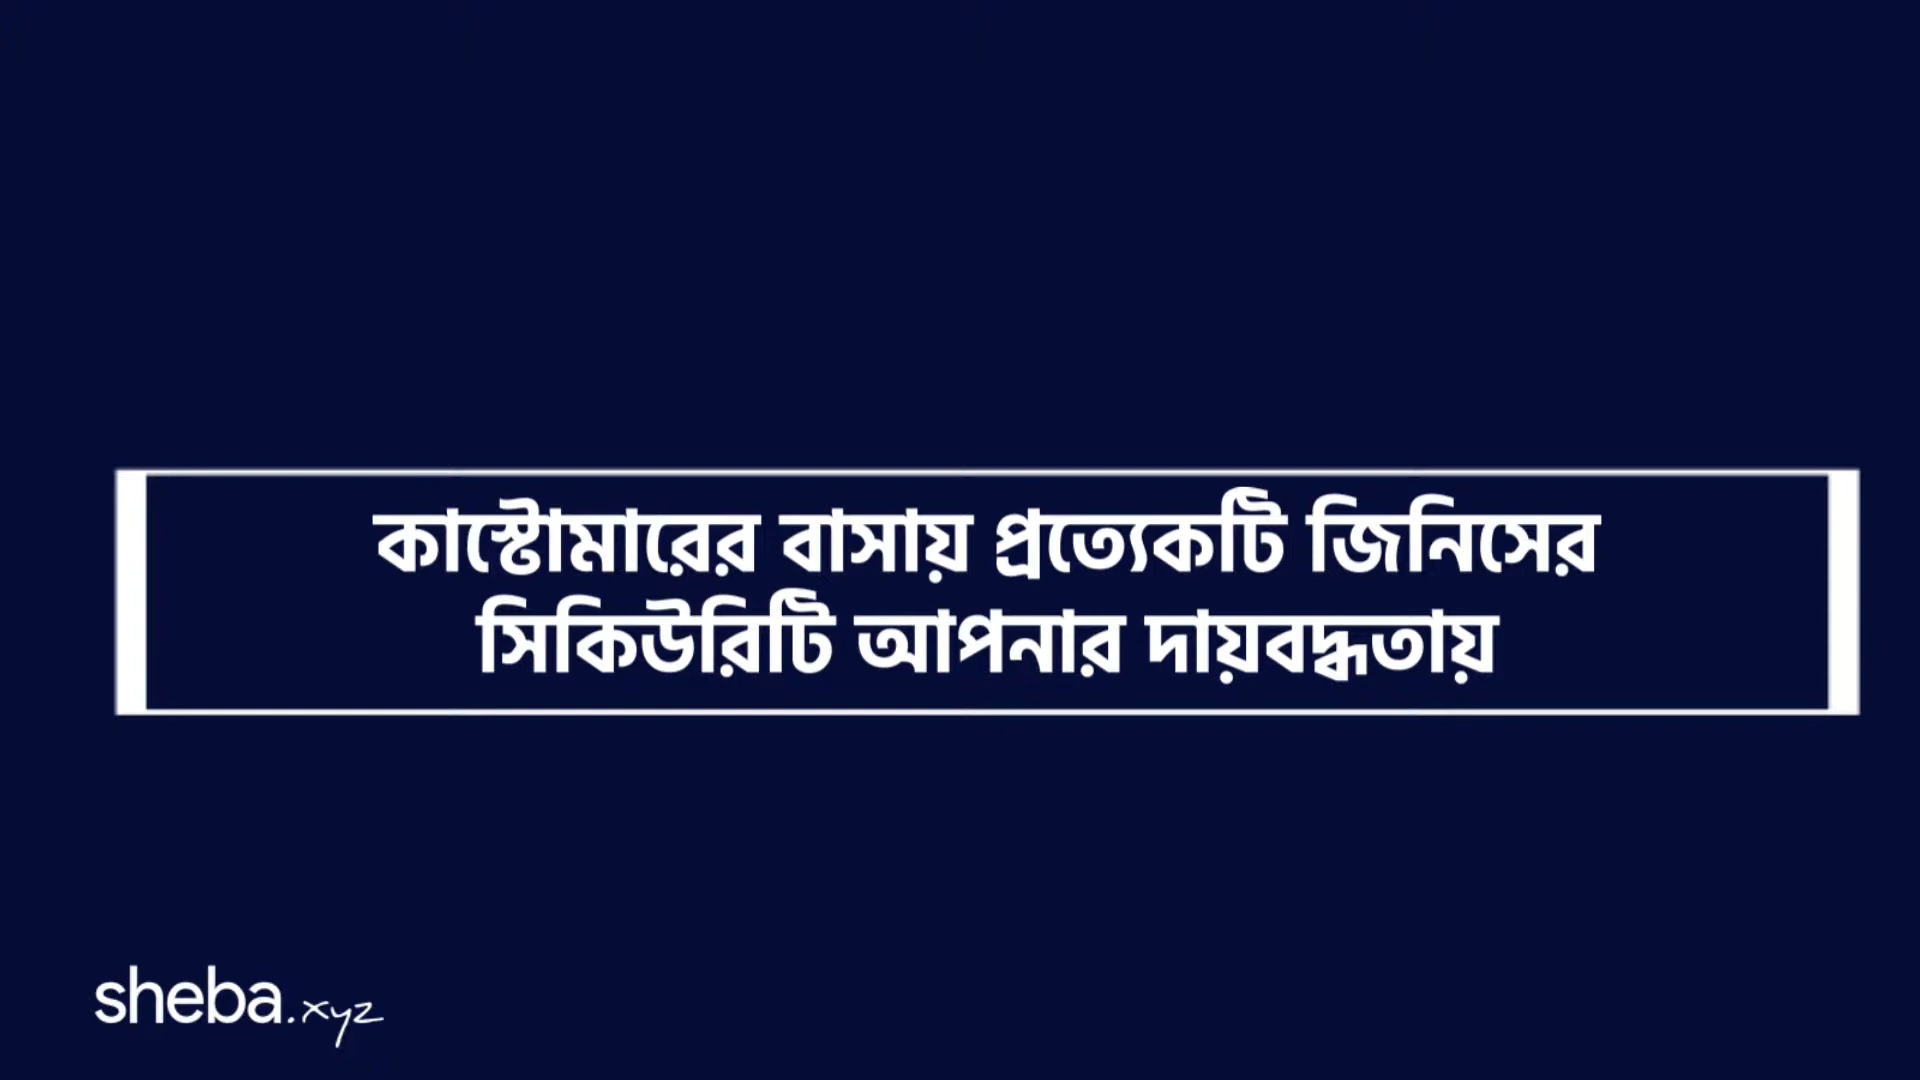 কাস্টোমারের বাসায় প্রত্যেকটি জিনিসের
সিকিউরিটি আপনার দায়বদ্ধতায়
sheba.xyz